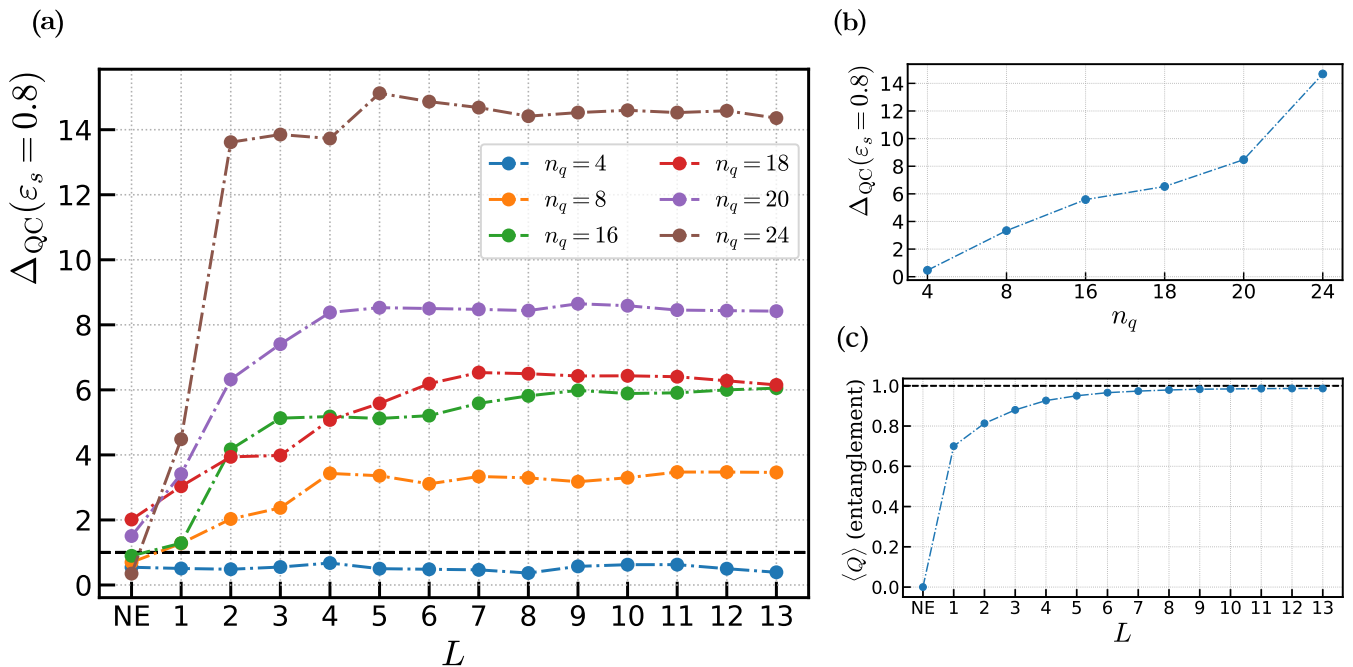 (a)
Δ_QC(ε_s = 0.8)
14
12
10
8
6
4
2
0
NE 1 2 3 4 5 6 7 8 9 10 11 12 13
L
n_q = 4
n_q = 8
n_q = 16
n_q = 18
n_q = 20
n_q = 24
(b)
Δ_QC(ε_s = 0.8)
14
12
10
8
6
4
2
0
4 8 16 18 20 24
n_q
(c)
⟨Q⟩ (entanglement)
1.0
0.8
0.6
0.4
0.2
0.0
NE 1 2 3 4 5 6 7 8 9 10 11 12 13
L